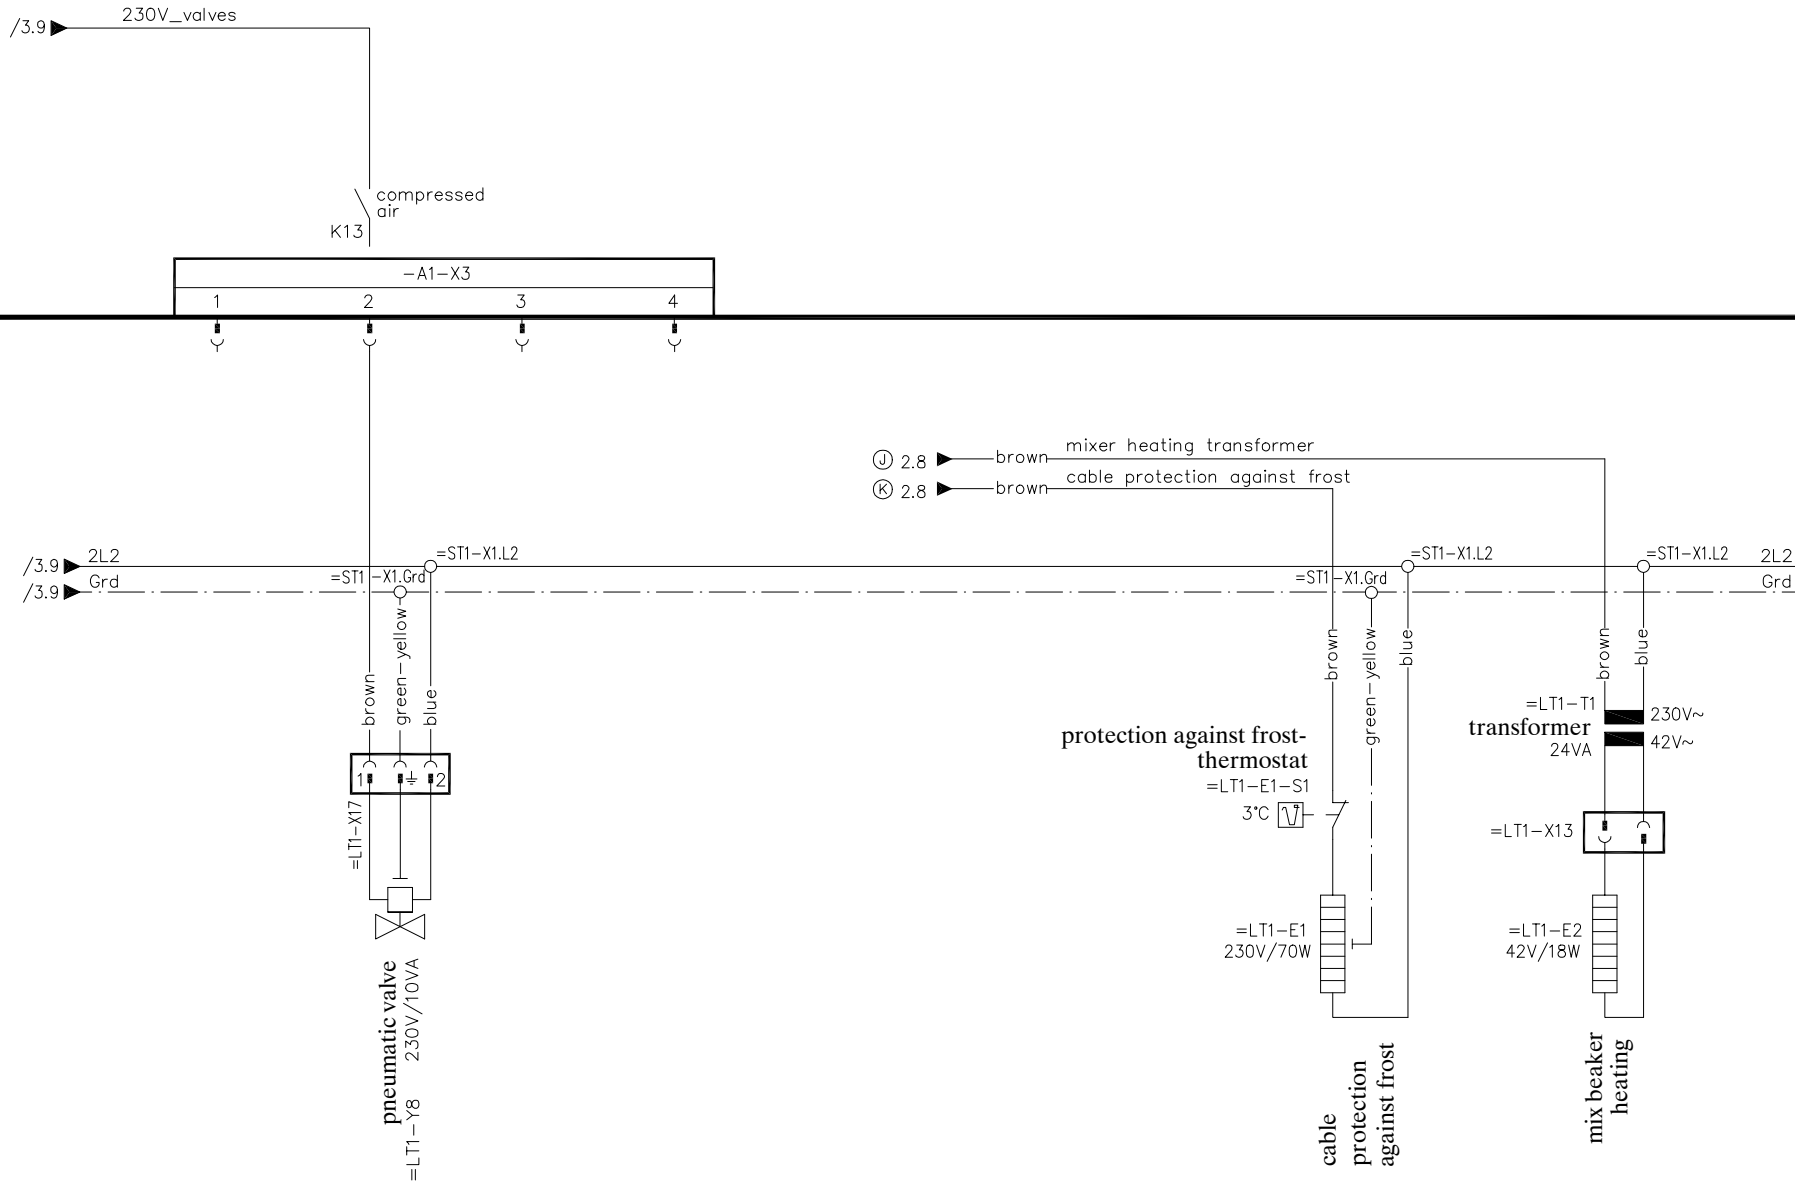 230V_valves
/3.9
compressed
air
K13
-A1-X3
1 2 3 4
J 2.8 brown mixer heating transformer
K 2.8 brown cable protection against frost
/3.9 2L2 =ST1-X1.L2 =ST1-X1.L2 =ST1-X1.L2 2L2
/3.9 Grd =ST1-X1.Grd =ST1-X1.Grd Grd
brown green-yellow blue
brown green-yellow blue
brown blue
=LT1-T1 230V~
transformer
24VA 42V~
protection against frost-
thermostat
=LT1-E1-S1
3°C
1 2
=LT1-X17
=LT1-X13
=LT1-E1
230V/70W
=LT1-E2
42V/18W
pneumatic valve
=LT1-Y8 230V/10VA
cable
protection
against frost
mix beaker
heating